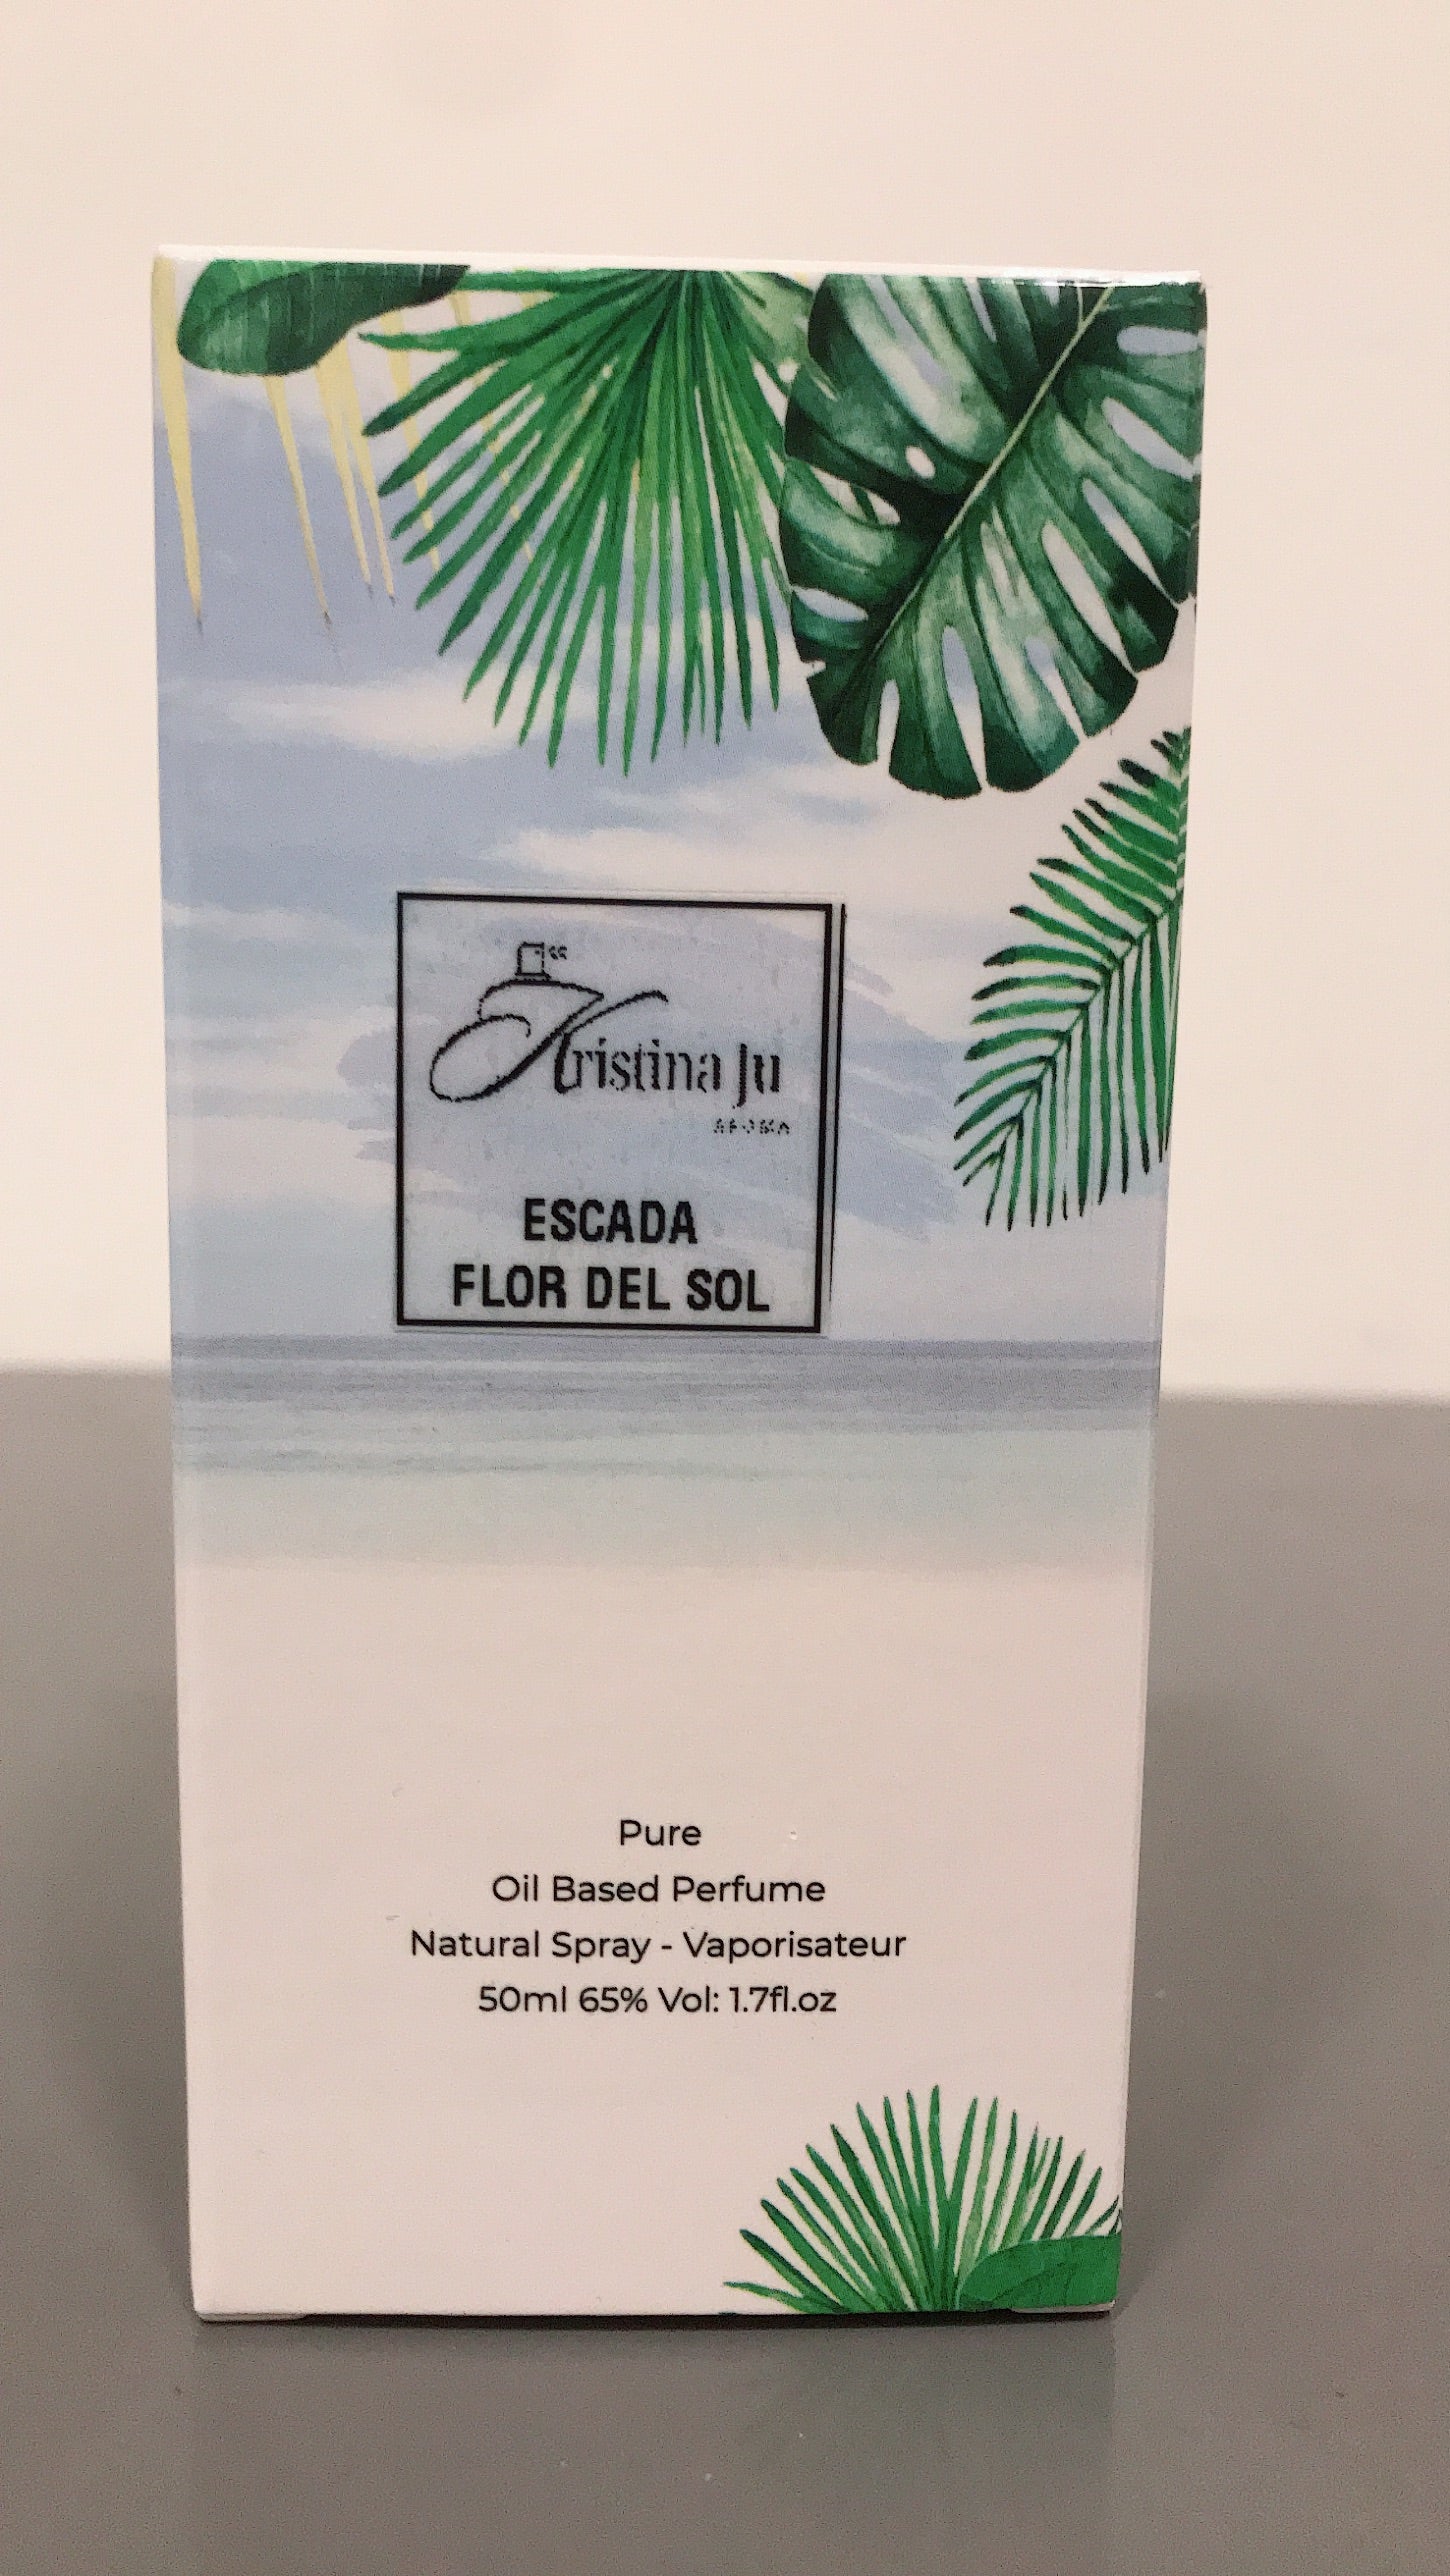 Kristina Ju
ESCADA
FLOR DEL SOL
Pure
Oil Based Perfume
Natural Spray - Vaporisateur
50ml 65% Vol: 1.7fl.oz